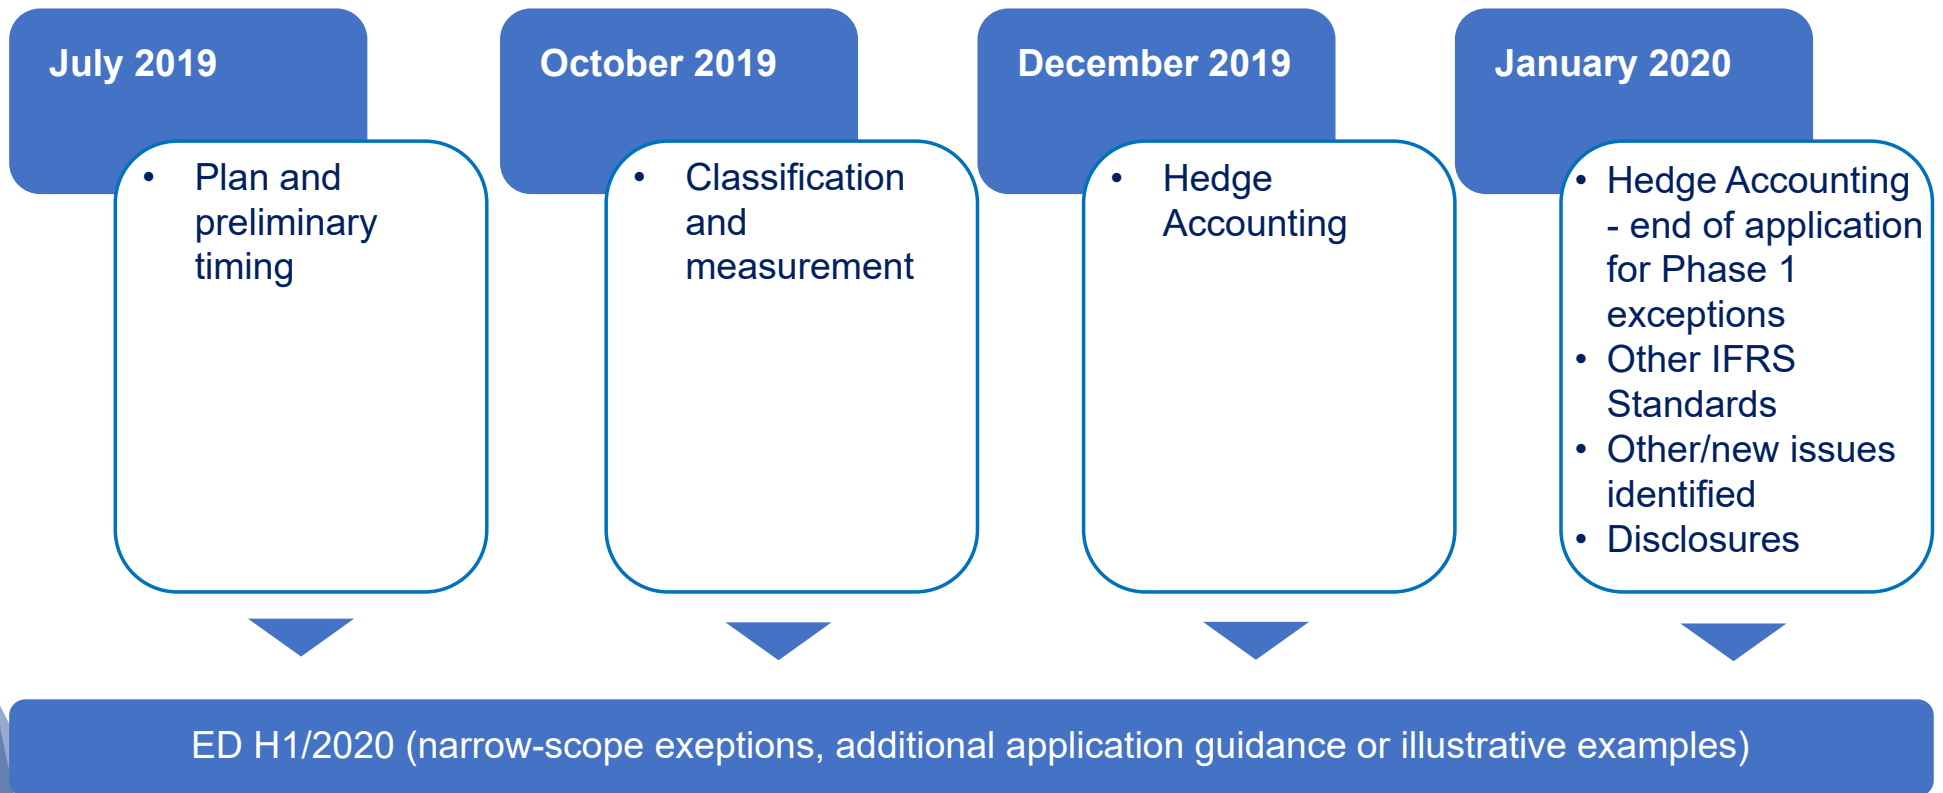 July 2019
• Plan and
preliminary
timing
October 2019
• Classification
and
measurement
December 2019
• Hedge
Accounting
January 2020
• Hedge Accounting
- end of application
for Phase 1
exceptions
• Other IFRS
Standards
• Other/new issues
identified
• Disclosures
ED H1/2020 (narrow-scope exeptions, additional application guidance or illustrative examples)